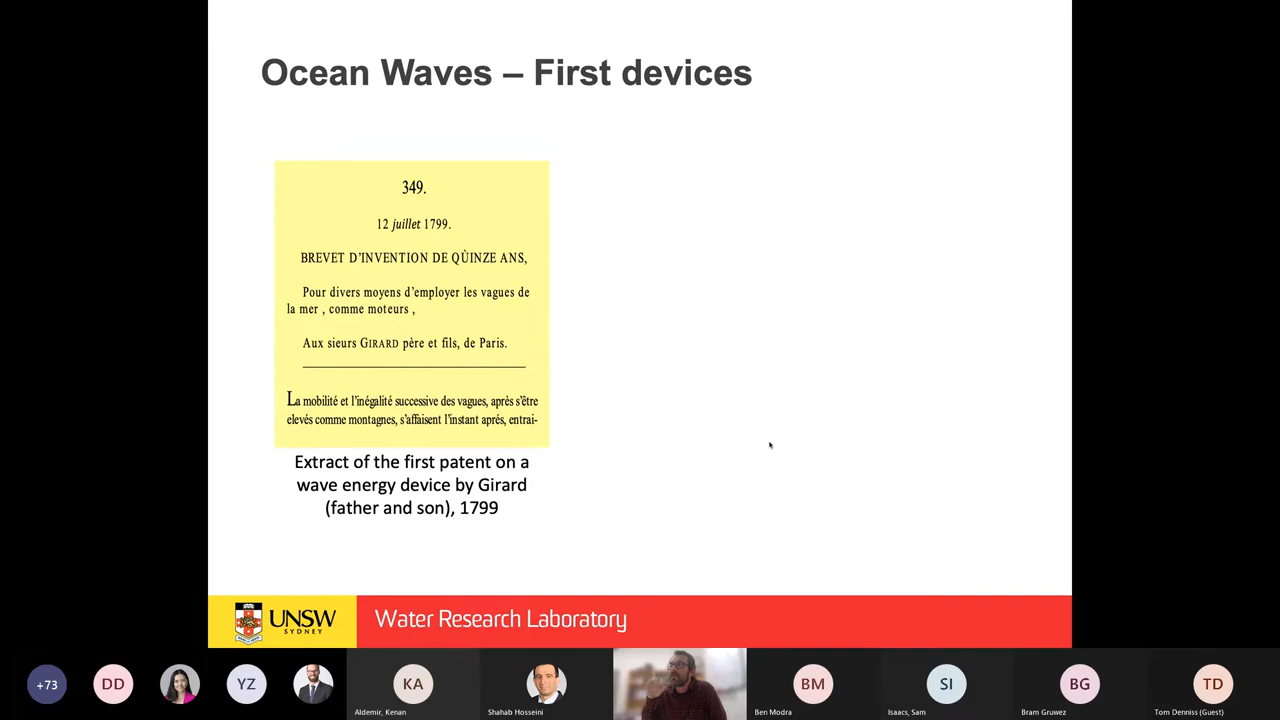 Ocean Waves – First devices
349.
12 juillet 1799.
BREVET D'INVENTION DE QÙINZE ANS,
Pour divers moyens d'employer les vagues de
la mer , comme moteurs ,
Aux sieurs GIRARD père et fils, de Paris.
La mobilité et l'inégalité successive des vagues, après s'être
elevés comme montagnes, s'affaisent l'instant aprés, entrai-
Extract of the first patent on a
wave energy device by Girard
(father and son), 1799
UNSW
SYDNEY
Water Research Laboratory
+73
DD
YZ
KA
BM
SI
BG
TD
Aldemir, Kenan
Shahab Hosseini
Ben Modra
Isaacs, Sam
Bram Gruwez
Tom Denniss (Guest)